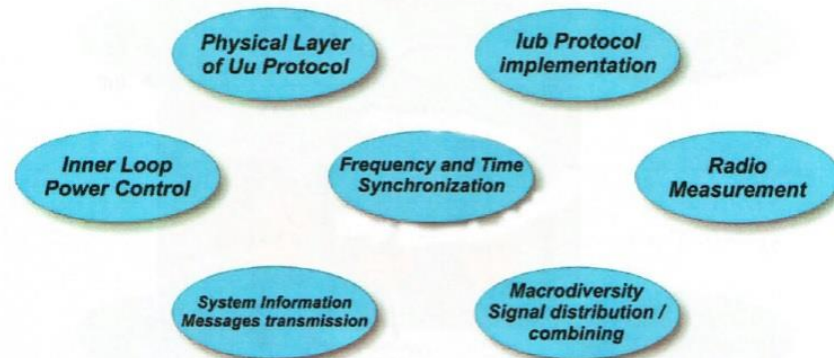 Physical Layer
of Uu Protocol
Iub Protocol
implementation
Inner Loop
Power Control
Frequency and Time
Synchronization
Radio
Measurement
System Information
Messages transmission
Macrodiversity
Signal distribution /
combining